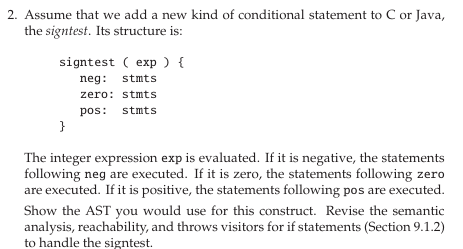 2. Assume that we add a new kind of conditional statement to C or Java,
the signtest. Its structure is:
signtest ( exp ) {
neg: stmts
zero: stmts
pos: stmts
}
The integer expression exp is evaluated. If it is negative, the statements
following neg are executed. If it is zero, the statements following zero
are executed. If it is positive, the statements following pos are executed.
Show the AST you would use for this construct. Revise the semantic
analysis, reachability, and throws visitors for if statements (Section 9.1.2)
to handle the signtest.